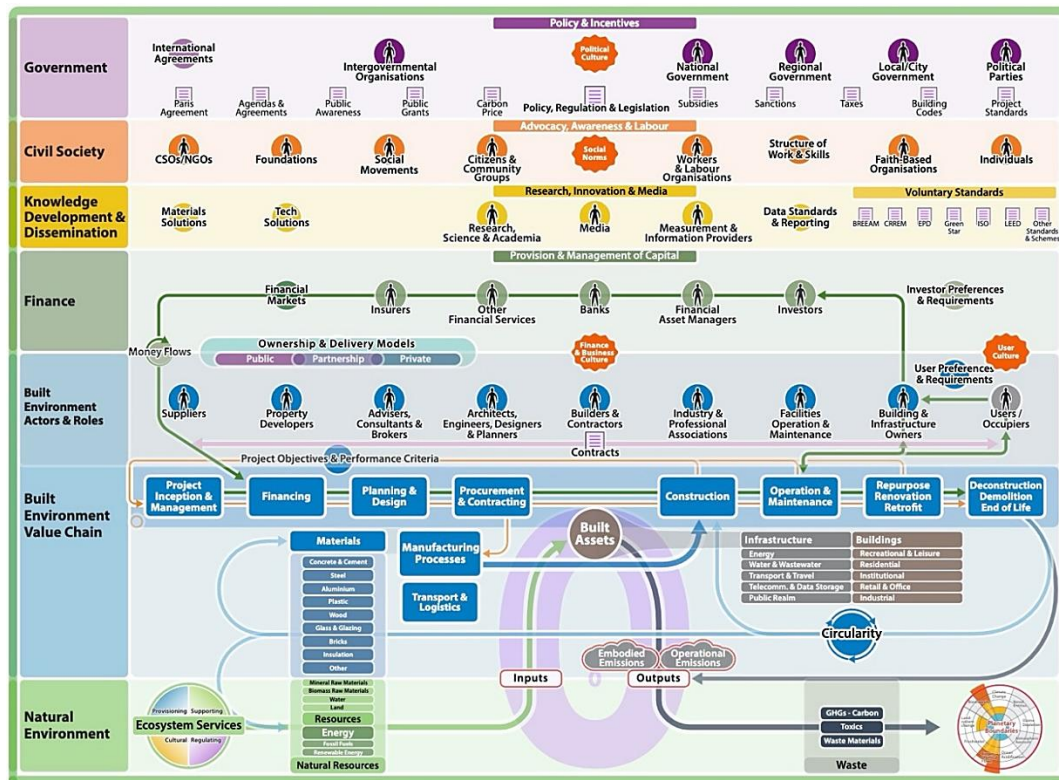 Policy & Incentives
Government
International
Agreements
Intergovernmental
Organisations
Political
Culture
National
Government
Regional
Government
Local/City
Government
Political
Parties
Paris
Agreement
Agendas &
Agreements
Public
Awareness
Public
Grants
Carbon
Price
Policy, Regulation & Legislation
Subsidies
Sanctions
Taxes
Building
Codes
Project
Standards
Advocacy, Awareness & Labour
Civil Society
CSOs/NGOs
Foundations
Social
Movements
Citizens &
Community
Groups
Social
Norms
Workers
& Labour
Organisations
Structure of
Work & Skills
Faith-Based
Organisations
Individuals
Research, Innovation & Media
Voluntary Standards
Knowledge
Development &
Dissemination
Materials
Solutions
Tech
Solutions
Research,
Science & Academia
Media
Measurement &
Information Providers
Data Standards
& Reporting
BREEAM
CRREM
EPD
Green
Star
ISO
LEED
Other
Standards
& Schemes
Provision & Management of Capital
Finance
Financial
Markets
Insurers
Other
Financial Services
Banks
Financial
Asset Managers
Investors
Investor Preferences
& Requirements
Money Flows
Ownership & Delivery Models
Public
Partnership
Private
Finance
& Business
Culture
User
Culture
User Preferences
& Requirements
Built
Environment
Actors & Roles
Suppliers
Property
Developers
Advisers,
Consultants
& Brokers
Architects,
Engineers, Designers
& Planners
Builders &
Contractors
Industry &
Professional
Associations
Facilities
Operation &
Maintenance
Building &
Infrastructure
Owners
Users /
Occupiers
Contracts
Project Objectives & Performance Criteria
Built
Environment
Value Chain
Project
Inception &
Management
Financing
Planning &
Design
Procurement
& Contracting
Construction
Operation &
Maintenance
Repurpose
Renovation
Retrofit
Deconstruction
Demolition
End of Life
Built
Assets
Materials
Concrete & Cement
Steel
Aluminium
Plastic
Wood
Glass & Glazing
Bricks
Insulation
Other
Manufacturing
Processes
Transport &
Logistics
Infrastructure
Energy
Water & Wastewater
Transport & Travel
Telecomm. & Data Storage
Public Realm
Buildings
Recreational & Leisure
Residential
Institutional
Retail & Office
Industrial
Circularity
Embodied
Emissions
Operational
Emissions
Inputs
Outputs
Natural
Environment
Provisioning
Supporting
Ecosystem Services
Cultural
Regulating
Mineral Raw Materials
Biomass Raw Materials
Water
Land
Resources
Energy
Fossil Fuels
Renewable Energy
Natural Resources
GHGs - Carbon
Toxics
Waste Materials
Waste
Planetary
Boundaries